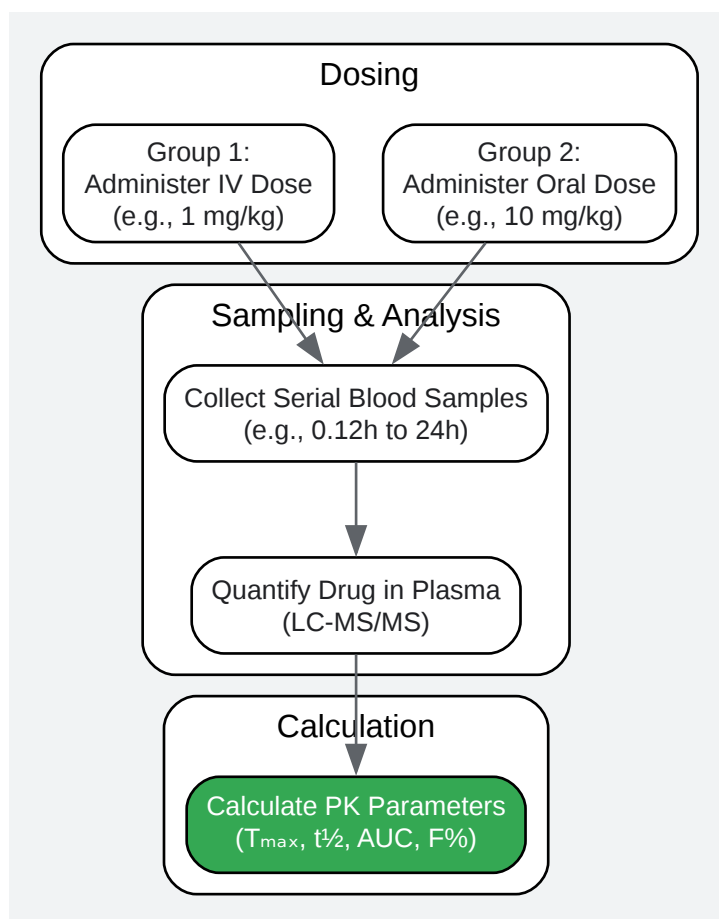 Dosing
Group 1:
Administer IV Dose
(e.g., 1 mg/kg)
Group 2:
Administer Oral Dose
(e.g., 10 mg/kg)
Sampling & Analysis
Collect Serial Blood Samples
(e.g., 0.12h to 24h)
Quantify Drug in Plasma
(LC-MS/MS)
Calculation
Calculate PK Parameters
(Tₘₐₓ, t½, AUC, F%)